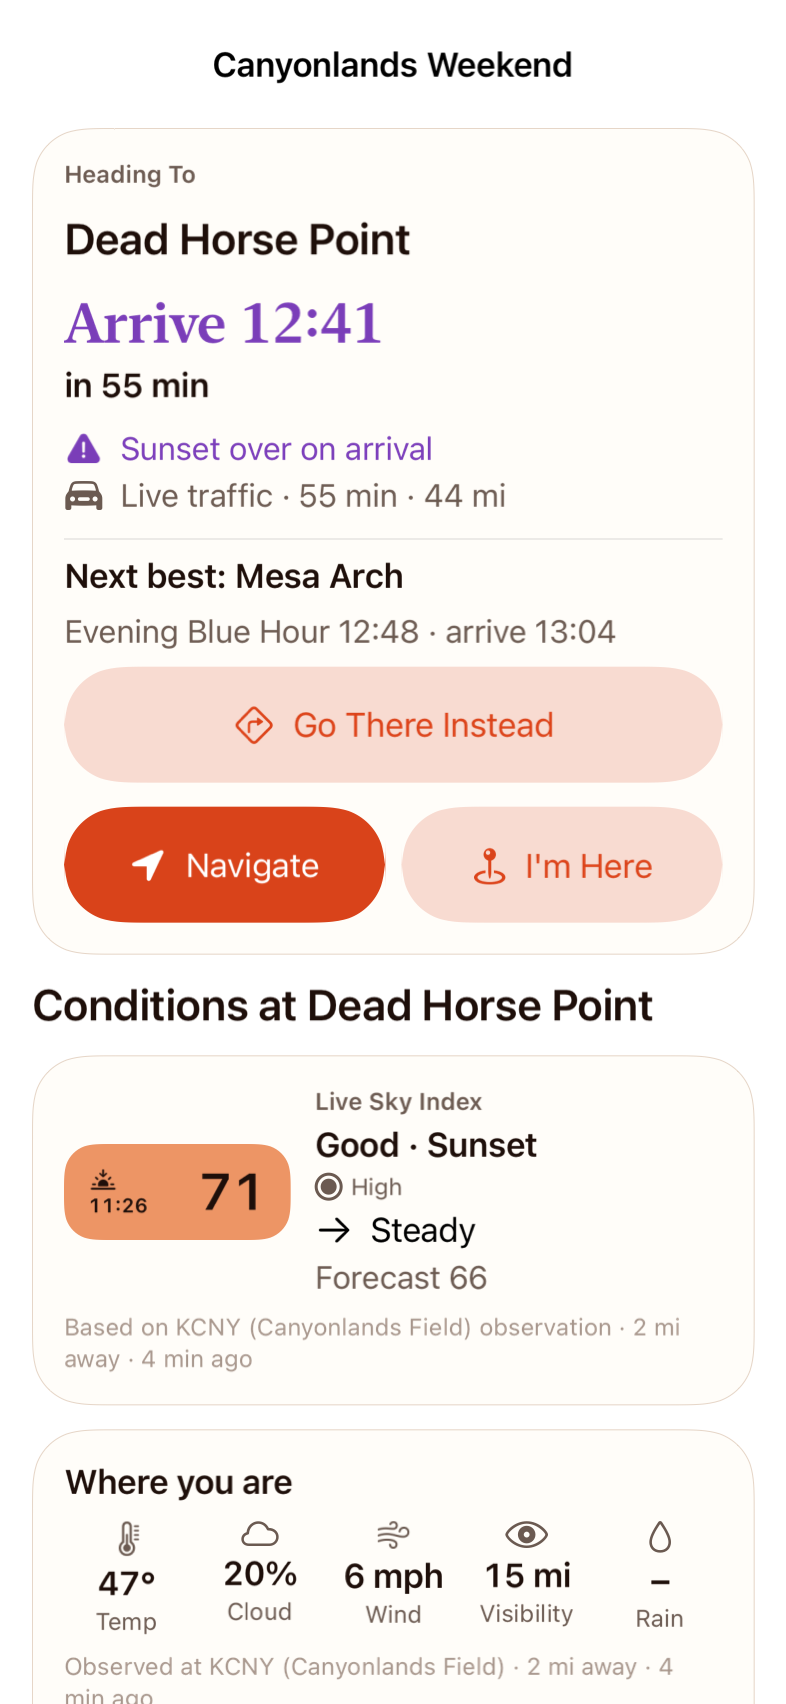 Canyonlands Weekend
Heading To
Dead Horse Point
Arrive 12:41
in 55 min
Sunset over on arrival
Live traffic · 55 min · 44 mi
Next best: Mesa Arch
Evening Blue Hour 12:48 · arrive 13:04
Go There Instead
Navigate
I'm Here
Conditions at Dead Horse Point
11:26
71
Live Sky Index
Good · Sunset
High
→ Steady
Forecast 66
Based on KCNY (Canyonlands Field) observation · 2 mi
away · 4 min ago
Where you are
47° 20% 6 mph 15 mi –
Temp Cloud Wind Visibility Rain
Observed at KCNY (Canyonlands Field) · 2 mi away · 4
min ago